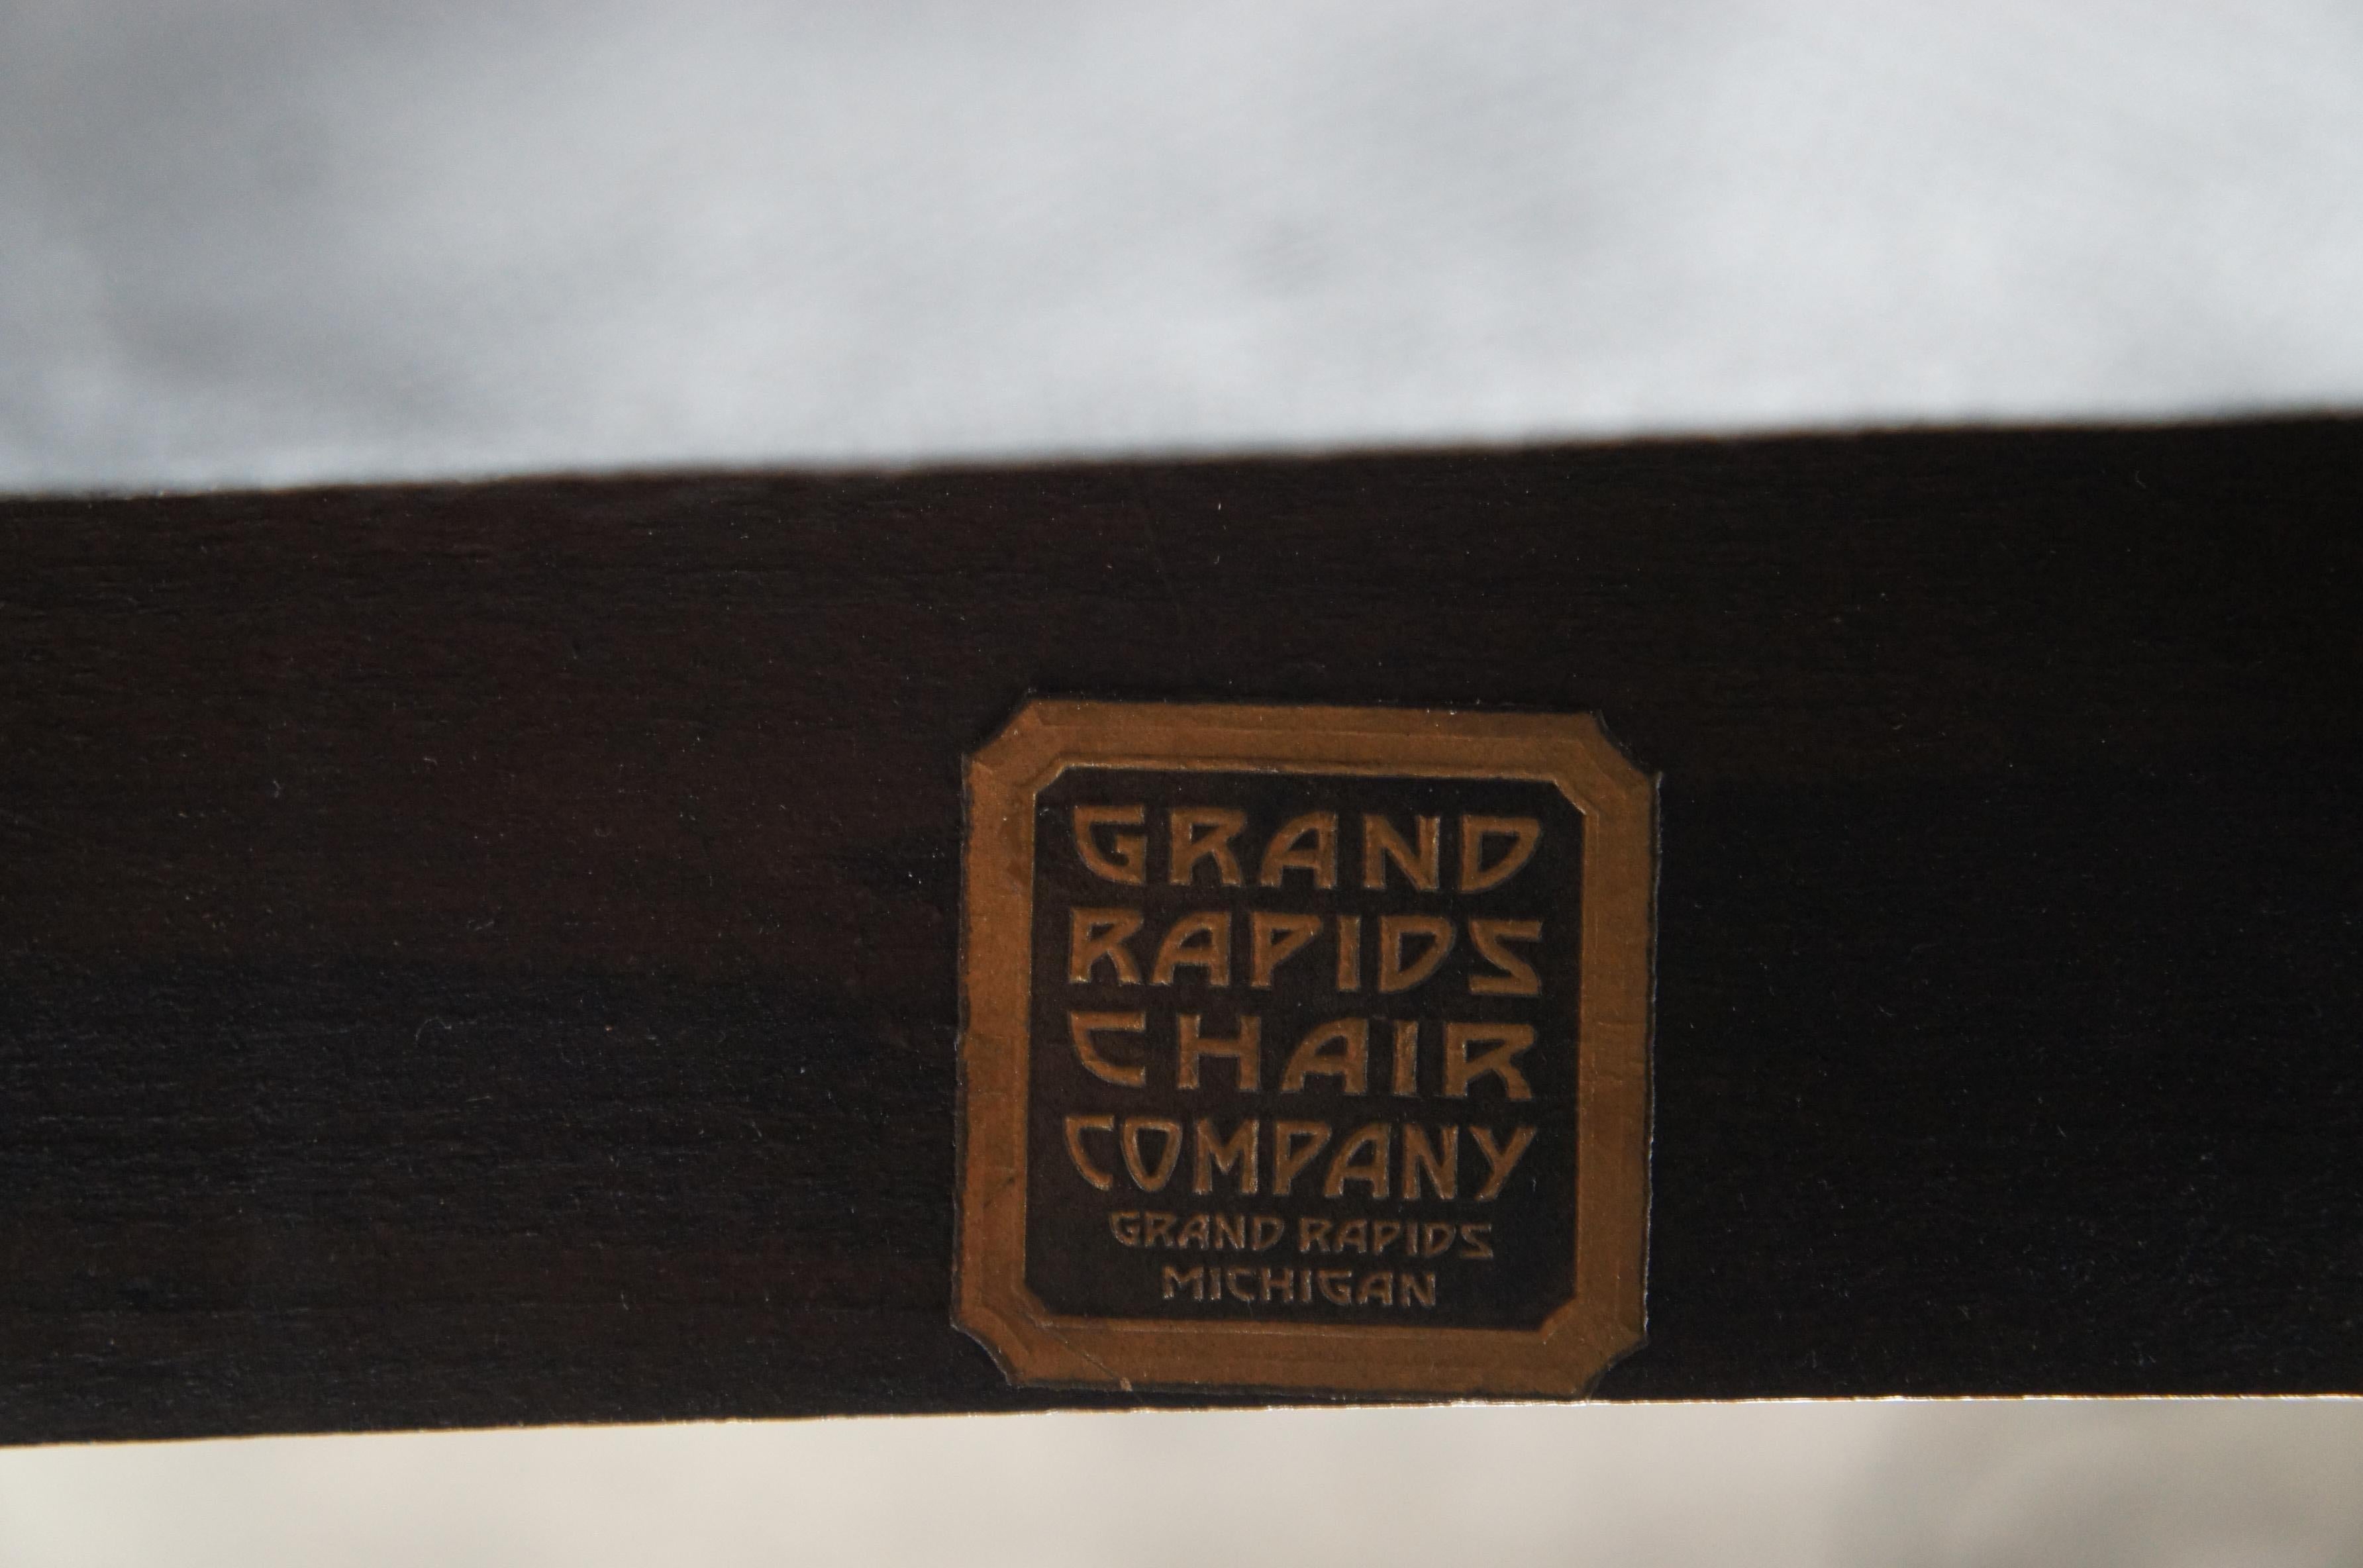 GRAND
RAPIDS
CHAIR
COMPANY
GRAND RAPIDS
MICHIGAN